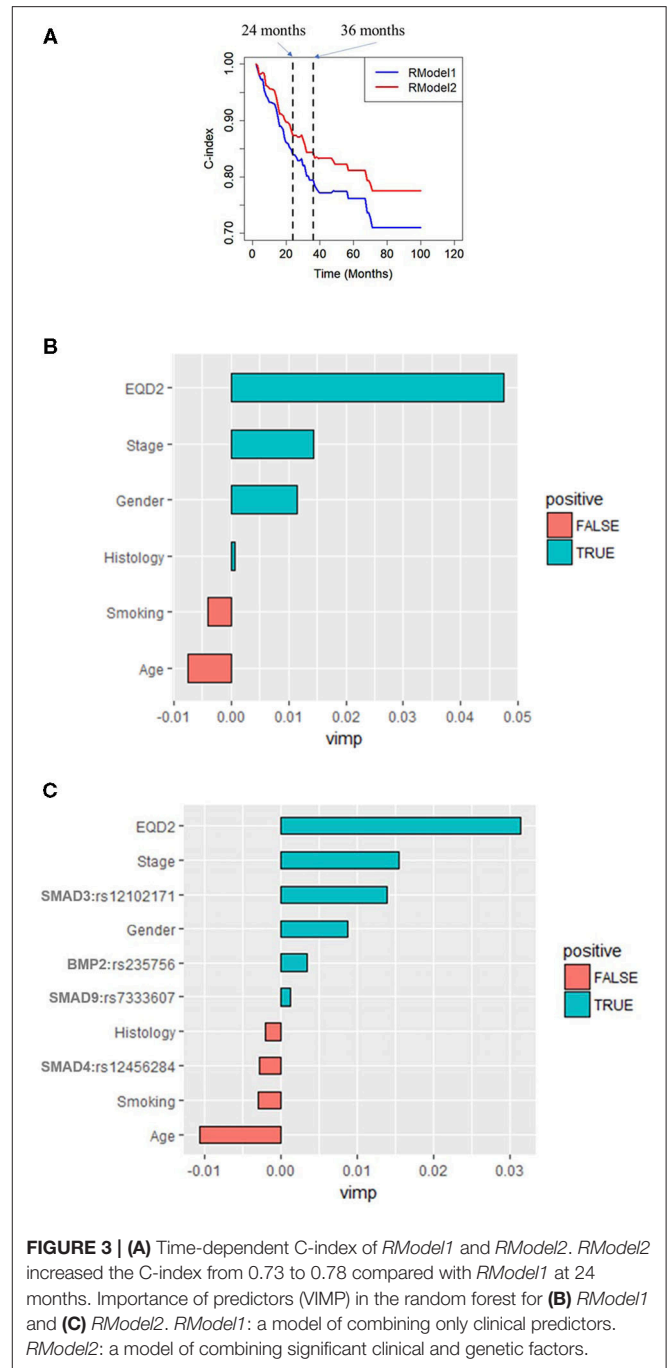 A
24 months
36 months
1.00
0.90
0.80
0.70
C-index
RModel1
RModel2
0 20 40 60 80 100 120
Time (Months)
B
EQD2
Stage
Gender
Histology
Smoking
Age
-0.01 0.00 0.01 0.02 0.03 0.04 0.05
vimp
positive
FALSE
TRUE
C
EQD2
Stage
SMAD3:rs12102171
Gender
BMP2:rs235756
SMAD9:rs7333607
Histology
SMAD4:rs12456284
Smoking
Age
-0.01 0.00 0.01 0.02 0.03
vimp
positive
FALSE
TRUE
FIGURE 3 | (A) Time-dependent C-index of RModel1 and RModel2. RModel2
increased the C-index from 0.73 to 0.78 compared with RModel1 at 24
months. Importance of predictors (VIMP) in the random forest for (B) RModel1
and (C) RModel2. RModel1: a model of combining only clinical predictors.
RModel2: a model of combining significant clinical and genetic factors.